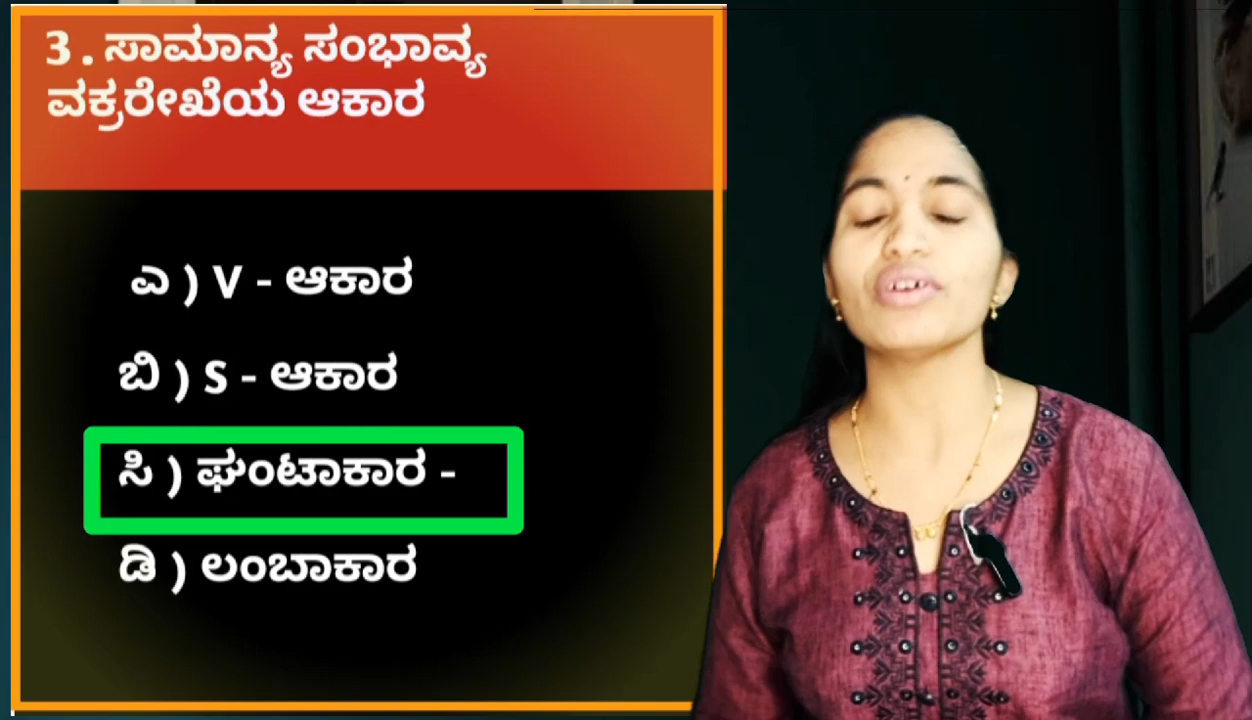 3 . ಸಾಮಾನ್ಯ ಸಂಭಾವ್ಯ
ವಕ್ರರೇಖೆಯ ಆಕಾರ
ಎ ) V - ಆಕಾರ
ಬಿ ) S - ಆಕಾರ
ಸಿ ) ಘಂಟಾಕಾರ -
ಡಿ ) ಲಂಬಾಕಾರ